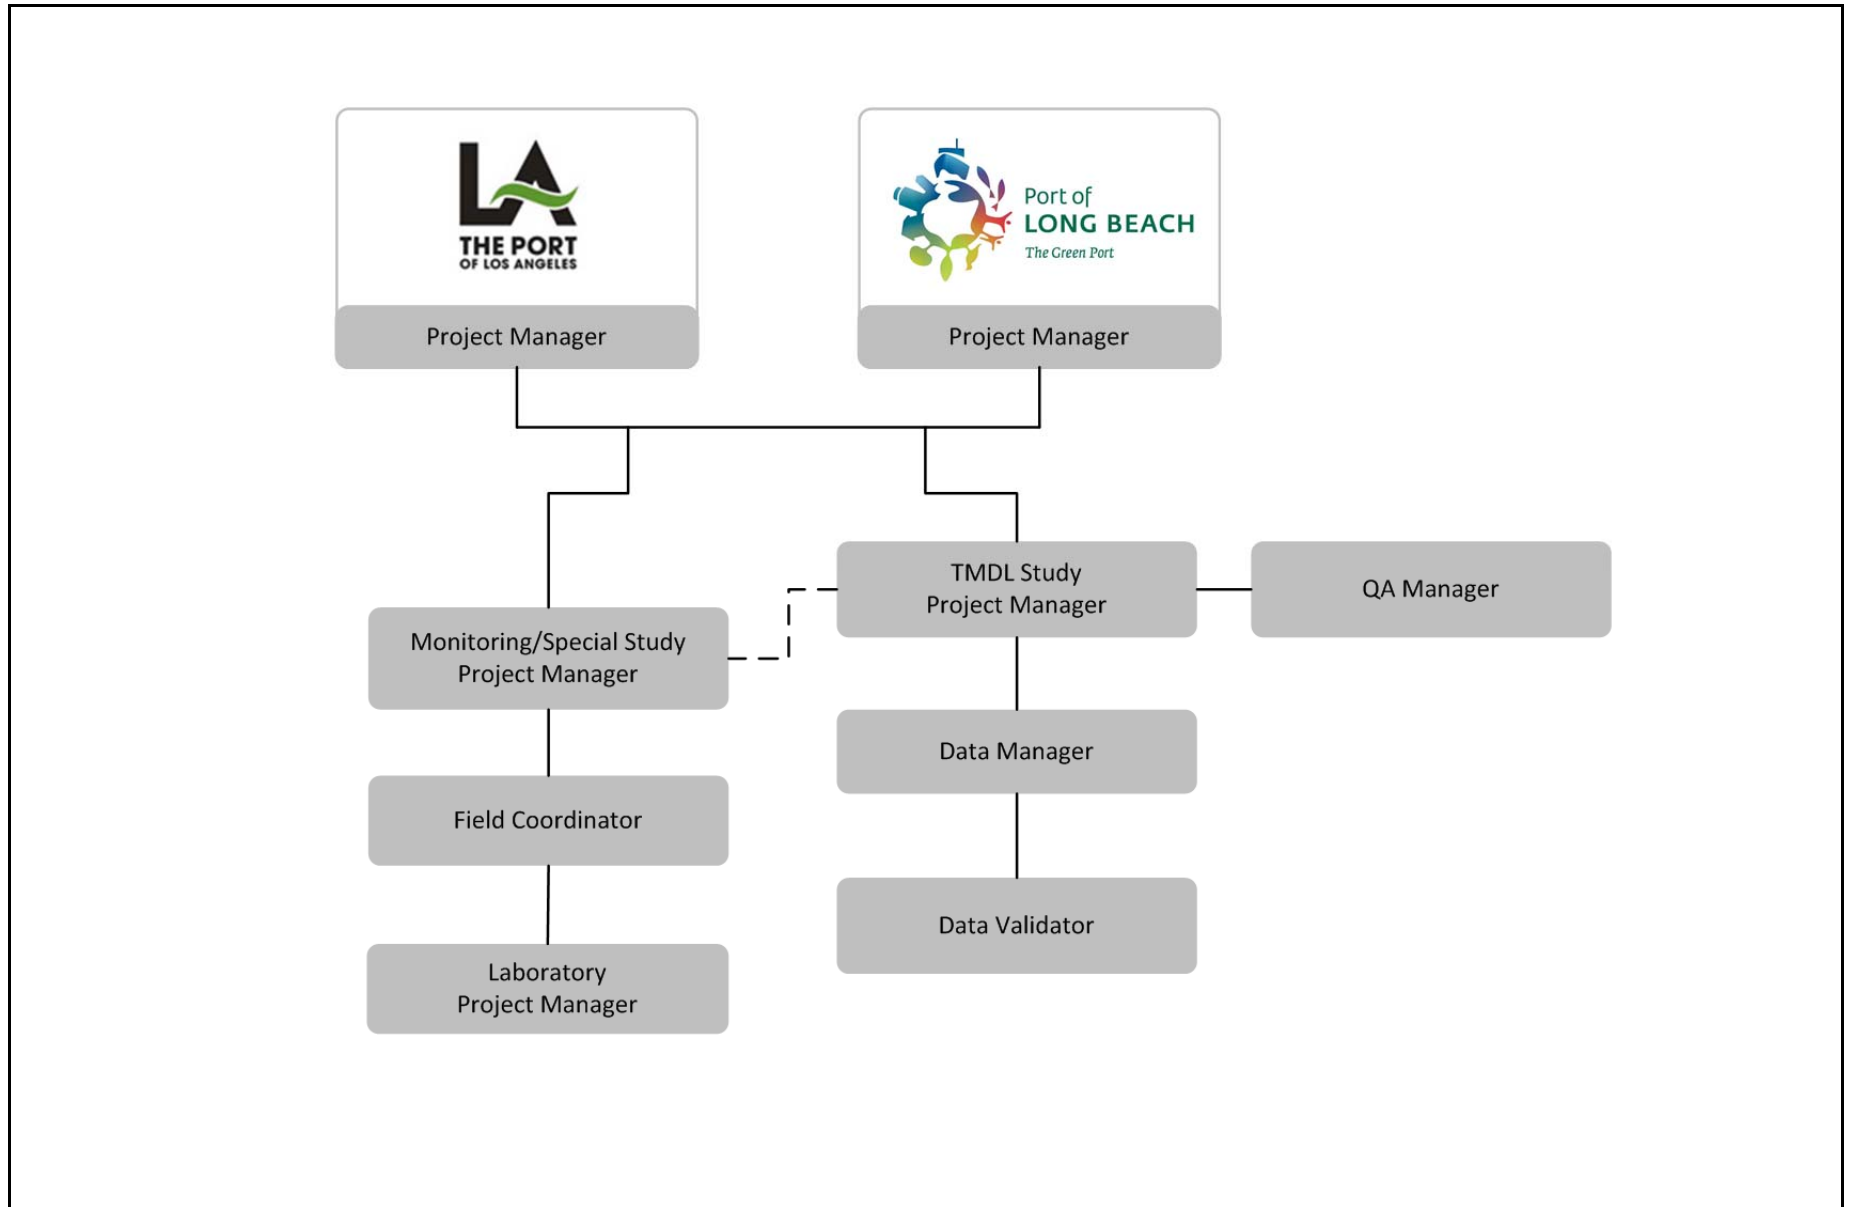 LA
THE PORT
OF LOS ANGELES
Project Manager
Port of
LONG BEACH
The Green Port
Project Manager
TMDL Study
Project Manager
QA Manager
Monitoring/Special Study
Project Manager
Data Manager
Field Coordinator
Data Validator
Laboratory
Project Manager